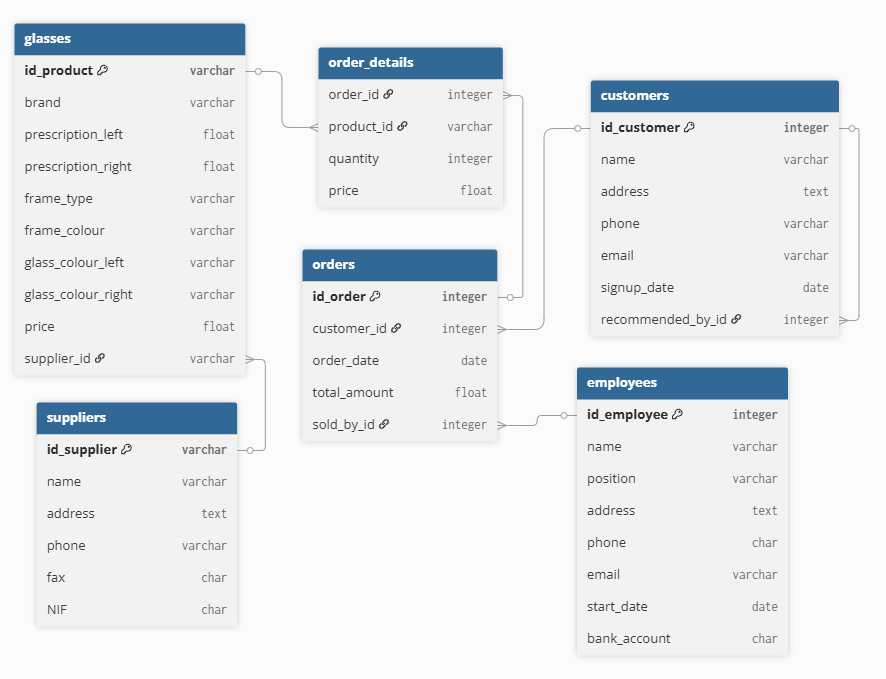 glasses
id_product varchar
brand varchar
prescription_left float
prescription_right float
frame_type varchar
frame_colour varchar
glass_colour_left varchar
glass_colour_right varchar
price float
supplier_id varchar
suppliers
id_supplier varchar
name varchar
address text
phone varchar
fax char
NIF char
order_details
order_id integer
product_id varchar
quantity integer
price float
orders
id_order integer
customer_id integer
order_date date
total_amount float
sold_by_id integer
customers
id_customer integer
name varchar
address text
phone varchar
email varchar
signup_date date
recommended_by_id integer
employees
id_employee integer
name varchar
position varchar
address text
phone char
email varchar
start_date date
bank_account char